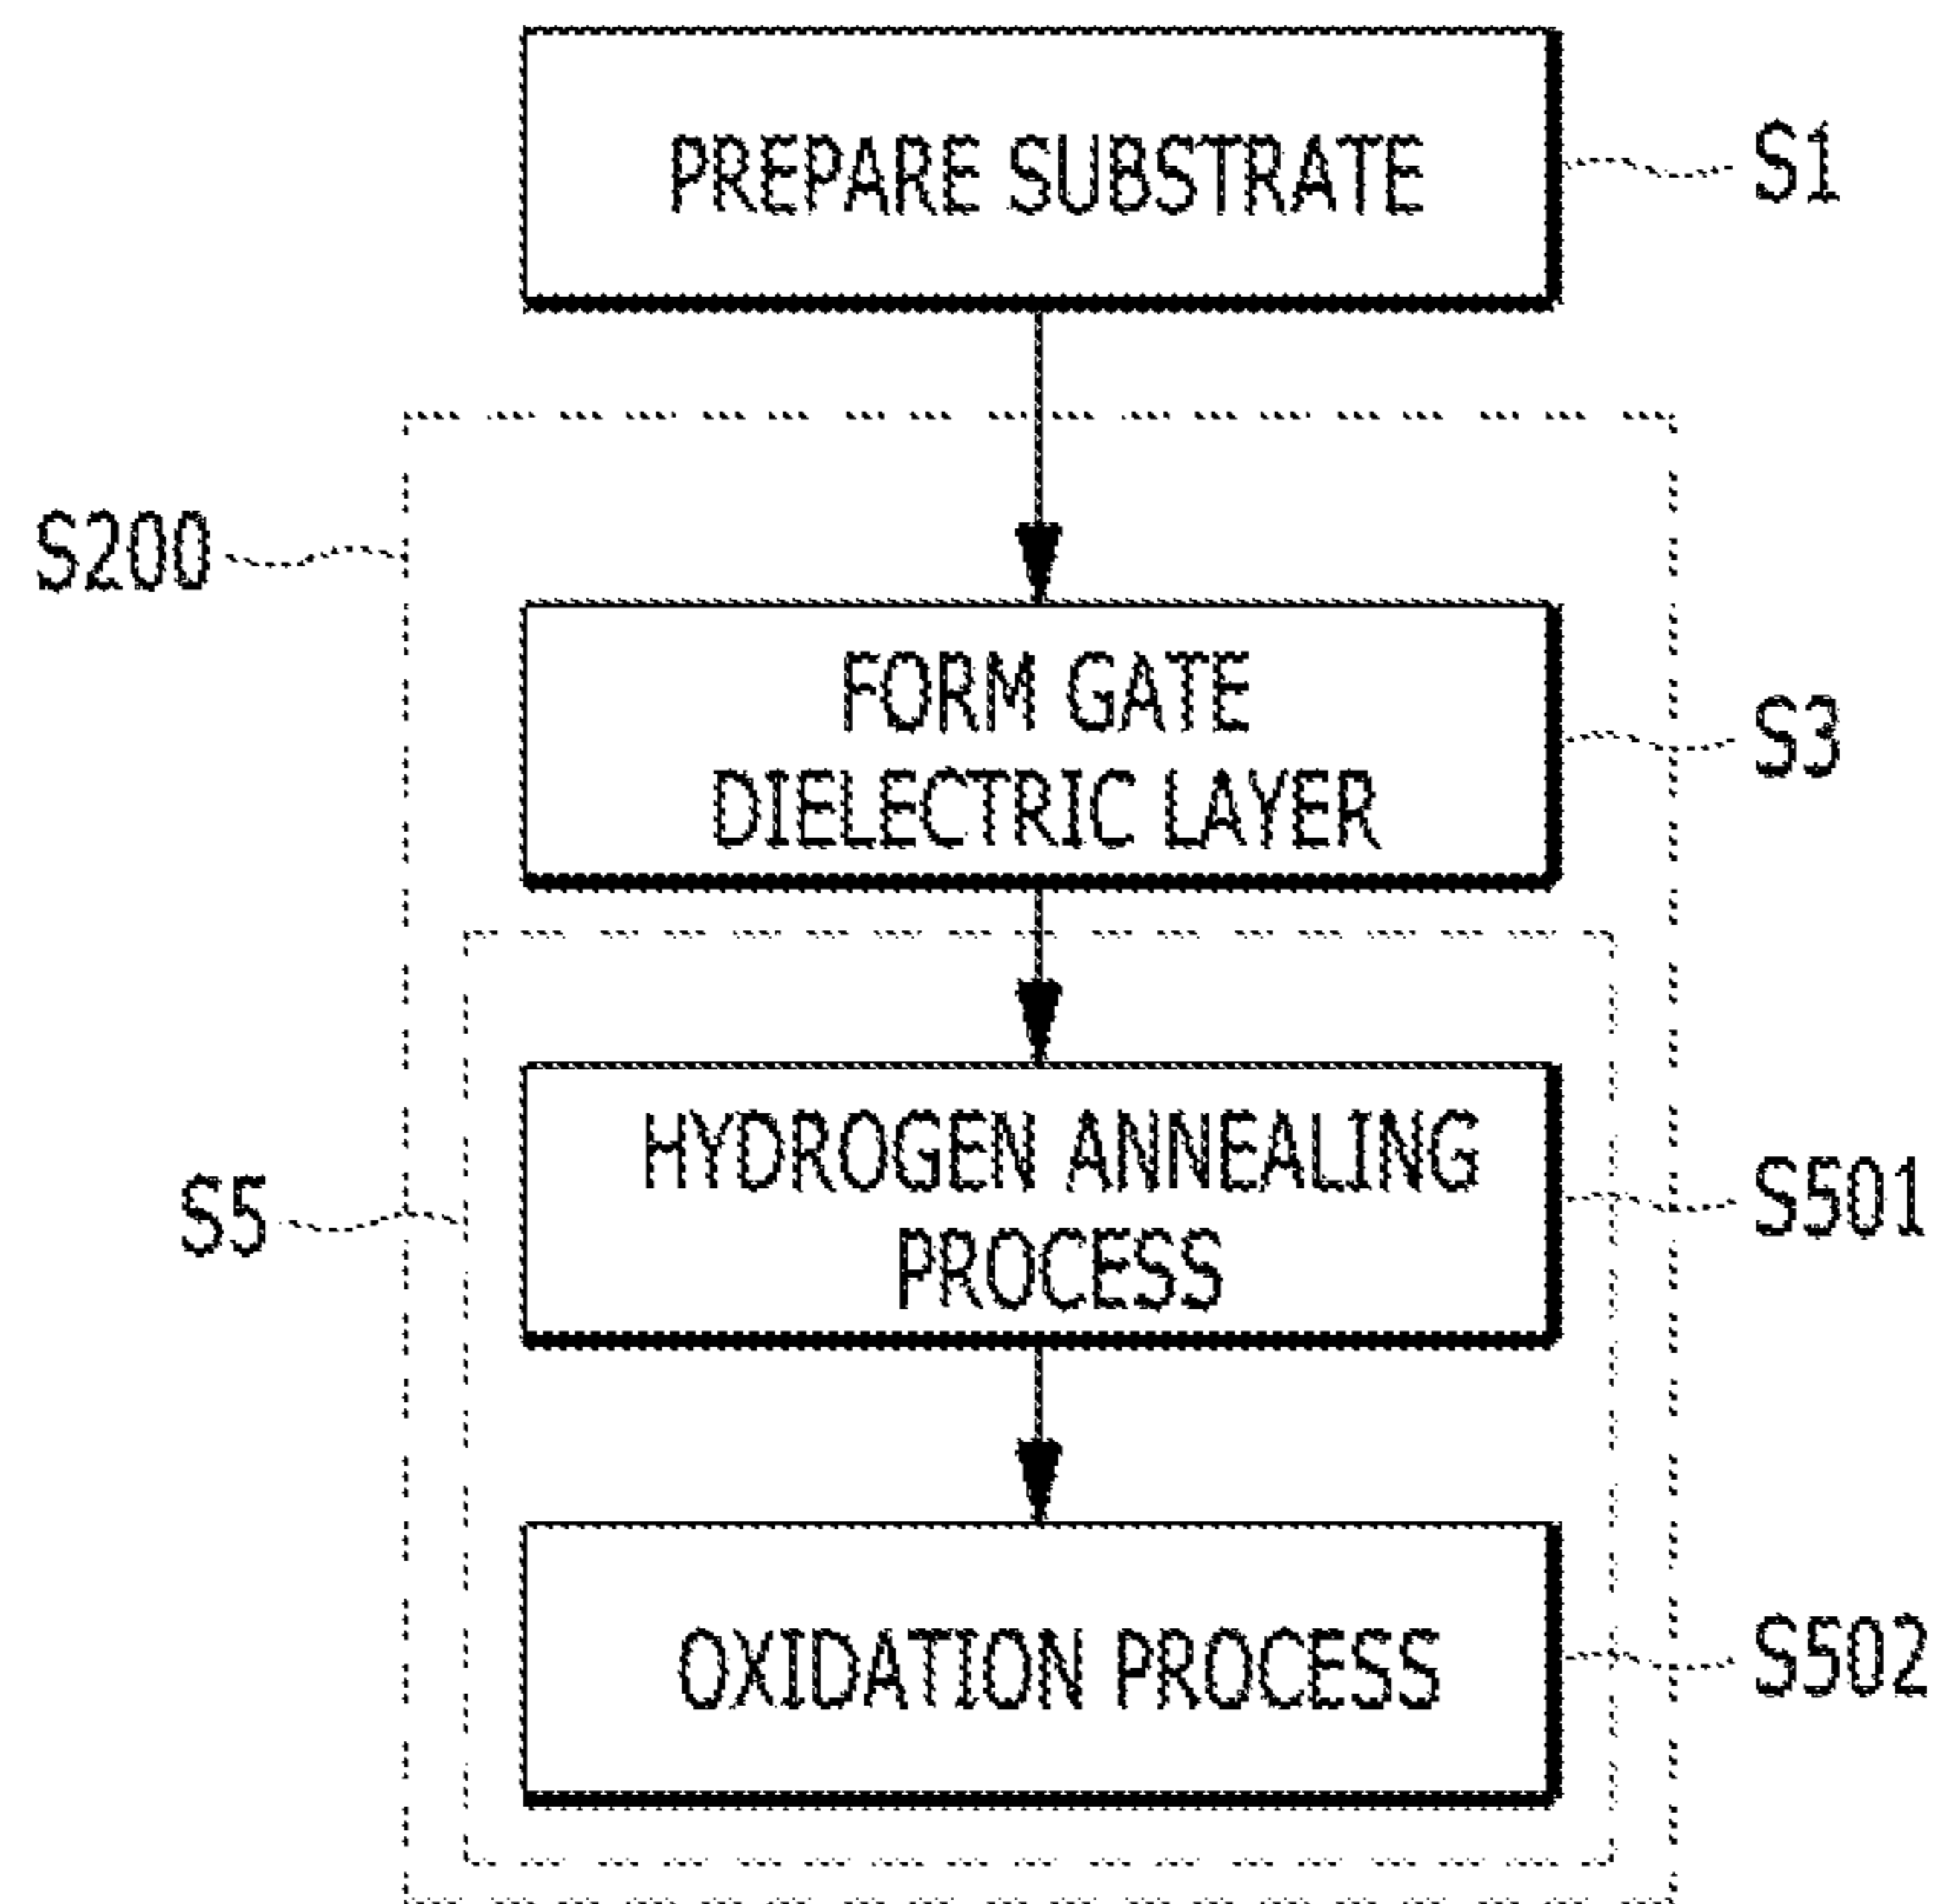 PREPARE SUBSTRATE
S1
S200
FORM GATE
DIELECTRIC LAYER
S3
HYDROGEN ANNEALING
PROCESS
S501
S5
OXIDATION PROCESS
S502